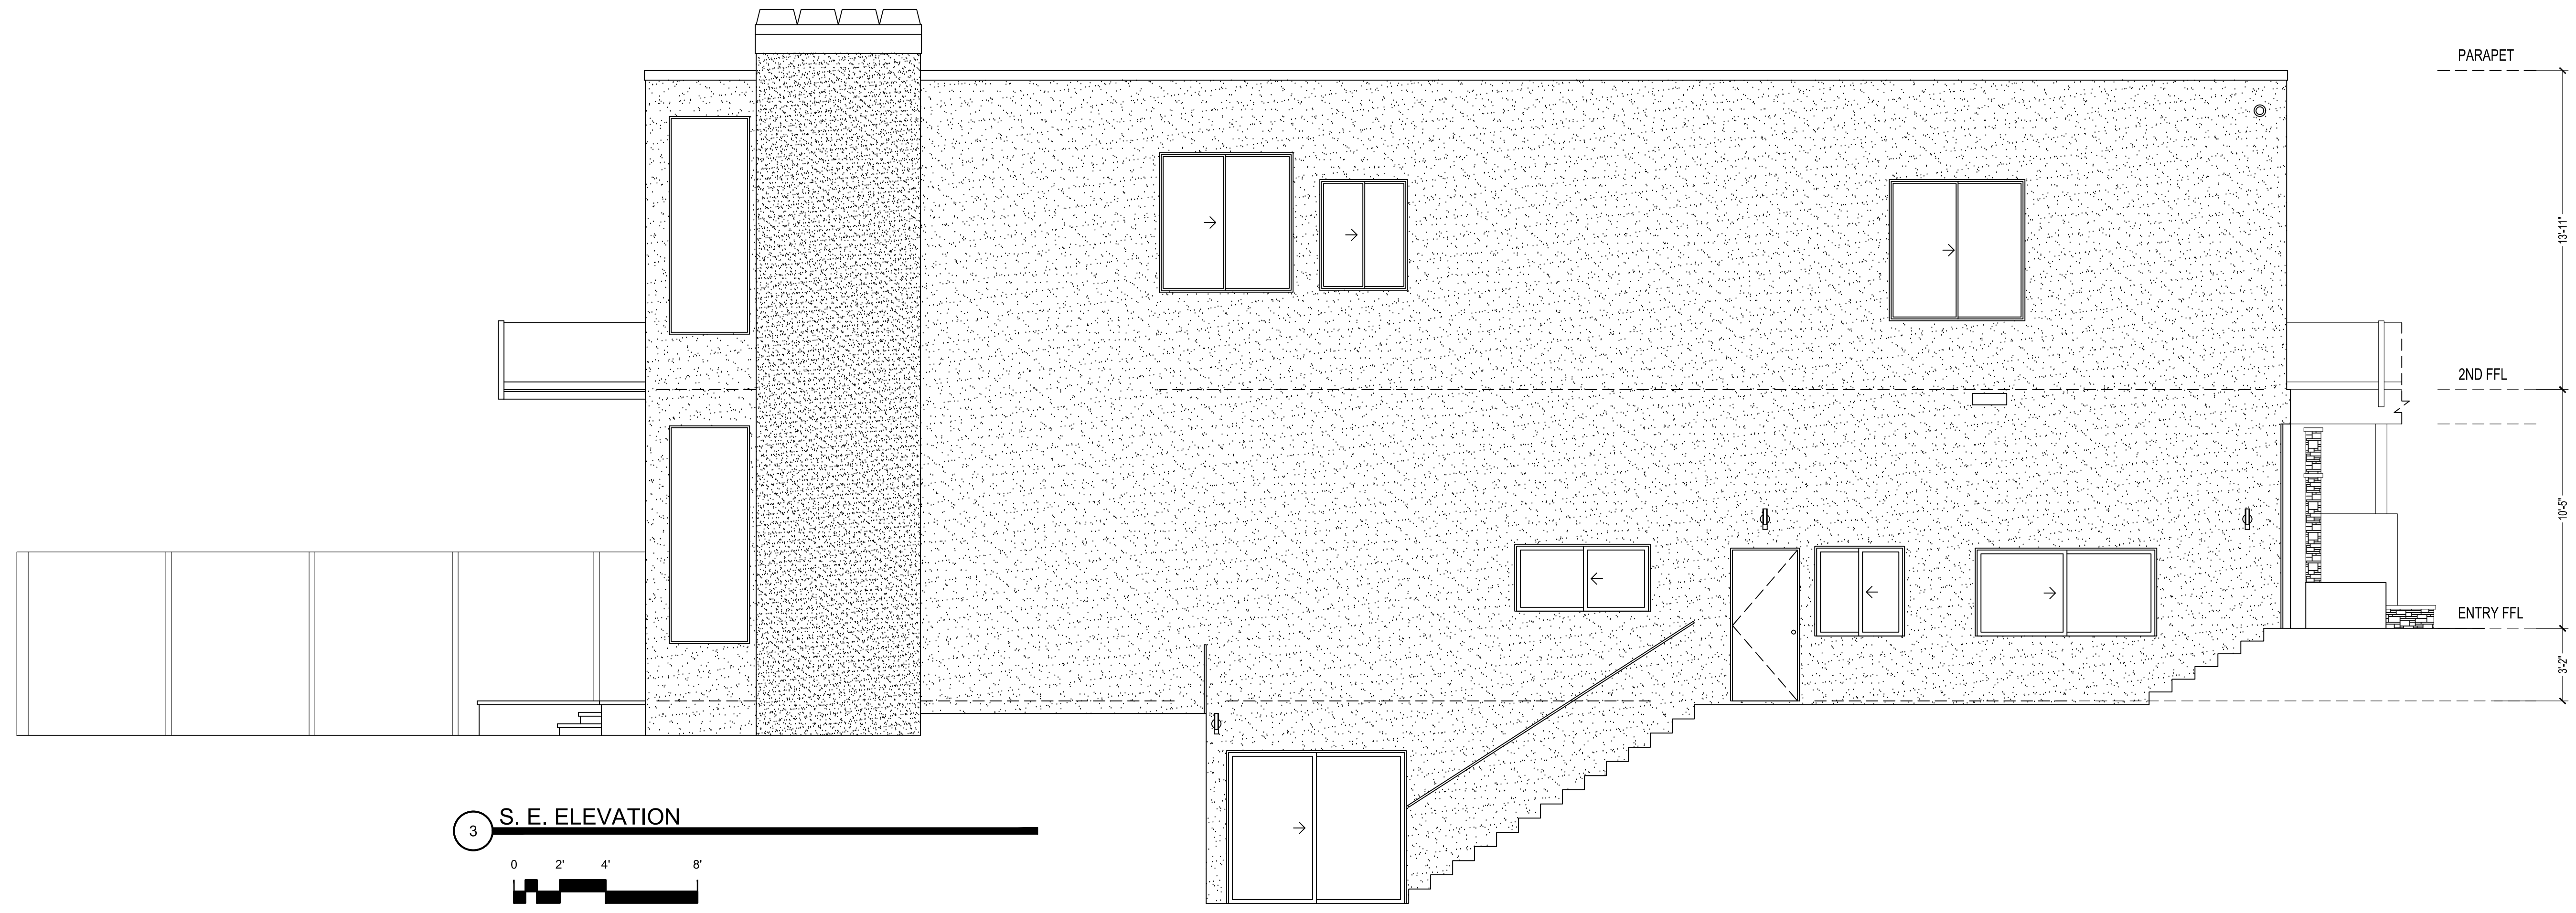 PARAPET
13'-11"
2ND FFL
10'-5"
ENTRY FFL
3'-2"
3 S. E. ELEVATION
0 2' 4' 8'